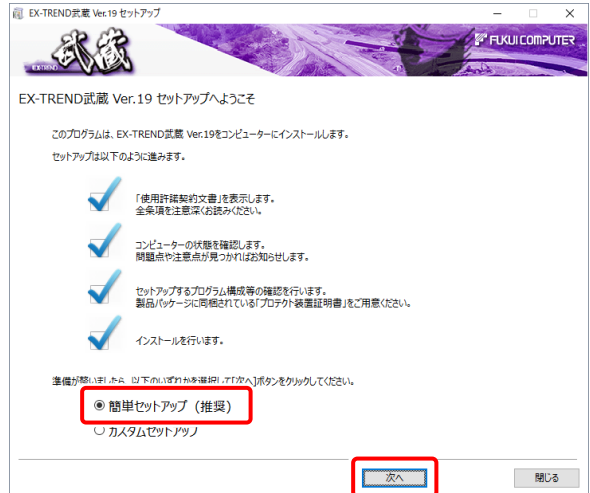 EX-TREND武蔵 Ver.19 セットアップ
武蔵
EX-TREND
FUKUI COMPUTER
EX-TREND武蔵 Ver.19 セットアップへようこそ
このプログラムは、EX-TREND武蔵 Ver.19をコンピューターにインストールします。
セットアップは以下のように進みます。
「使用許諾契約文書」を表示します。
全条項を注意深くお読みください。
コンピューターの状態を確認します。
問題点や注意点が見つかればお知らせします。
セットアップするプログラム構成等の確認を行います。
製品パッケージに同梱されている「プロテクト装置証明書」をご用意ください。
インストールを行います。
準備が整いましたら、以下のいずれかを選択して「次へ」ボタンをクリックしてください。
簡単セットアップ（推奨）
カスタムセットアップ
次へ
閉じる